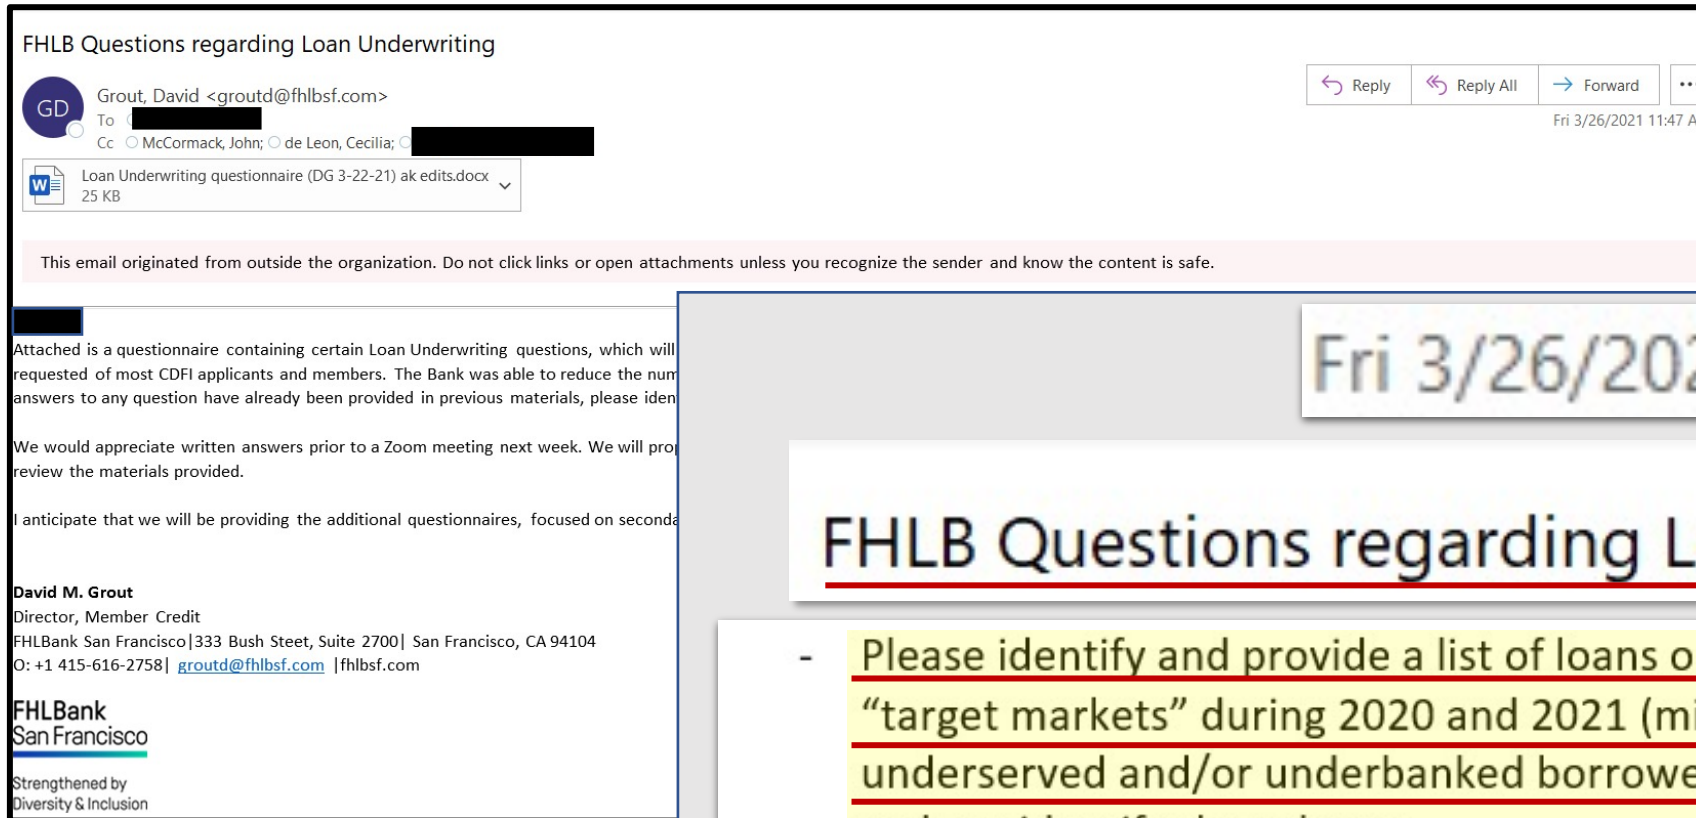 FHLB Questions regarding Loan Underwriting
GD
Grout, David <groutd@fhlbsf.com>
To
Cc McCormack, John; de Leon, Cecilia;
Reply Reply All Forward
Fri 3/26/2021 11:47 A
Loan Underwriting questionnaire (DG 3-22-21) ak edits.docx
25 KB
This email originated from outside the organization. Do not click links or open attachments unless you recognize the sender and know the content is safe.
Attached is a questionnaire containing certain Loan Underwriting questions, which will
requested of most CDFI applicants and members. The Bank was able to reduce the num
answers to any question have already been provided in previous materials, please iden
We would appreciate written answers prior to a Zoom meeting next week. We will prop
review the materials provided.
I anticipate that we will be providing the additional questionnaires, focused on seconda
David M. Grout
Director, Member Credit
FHLBank San Francisco|333 Bush Steet, Suite 2700| San Francisco, CA 94104
O: +1 415-616-2758| groutd@fhlbsf.com |fhlbsf.com
FHLBank
San Francisco
Strengthened by
Diversity & Inclusion
Fri 3/26/202
FHLB Questions regarding L
- Please identify and provide a list of loans o
“target markets” during 2020 and 2021 (mi
underserved and/or underbanked borrowe